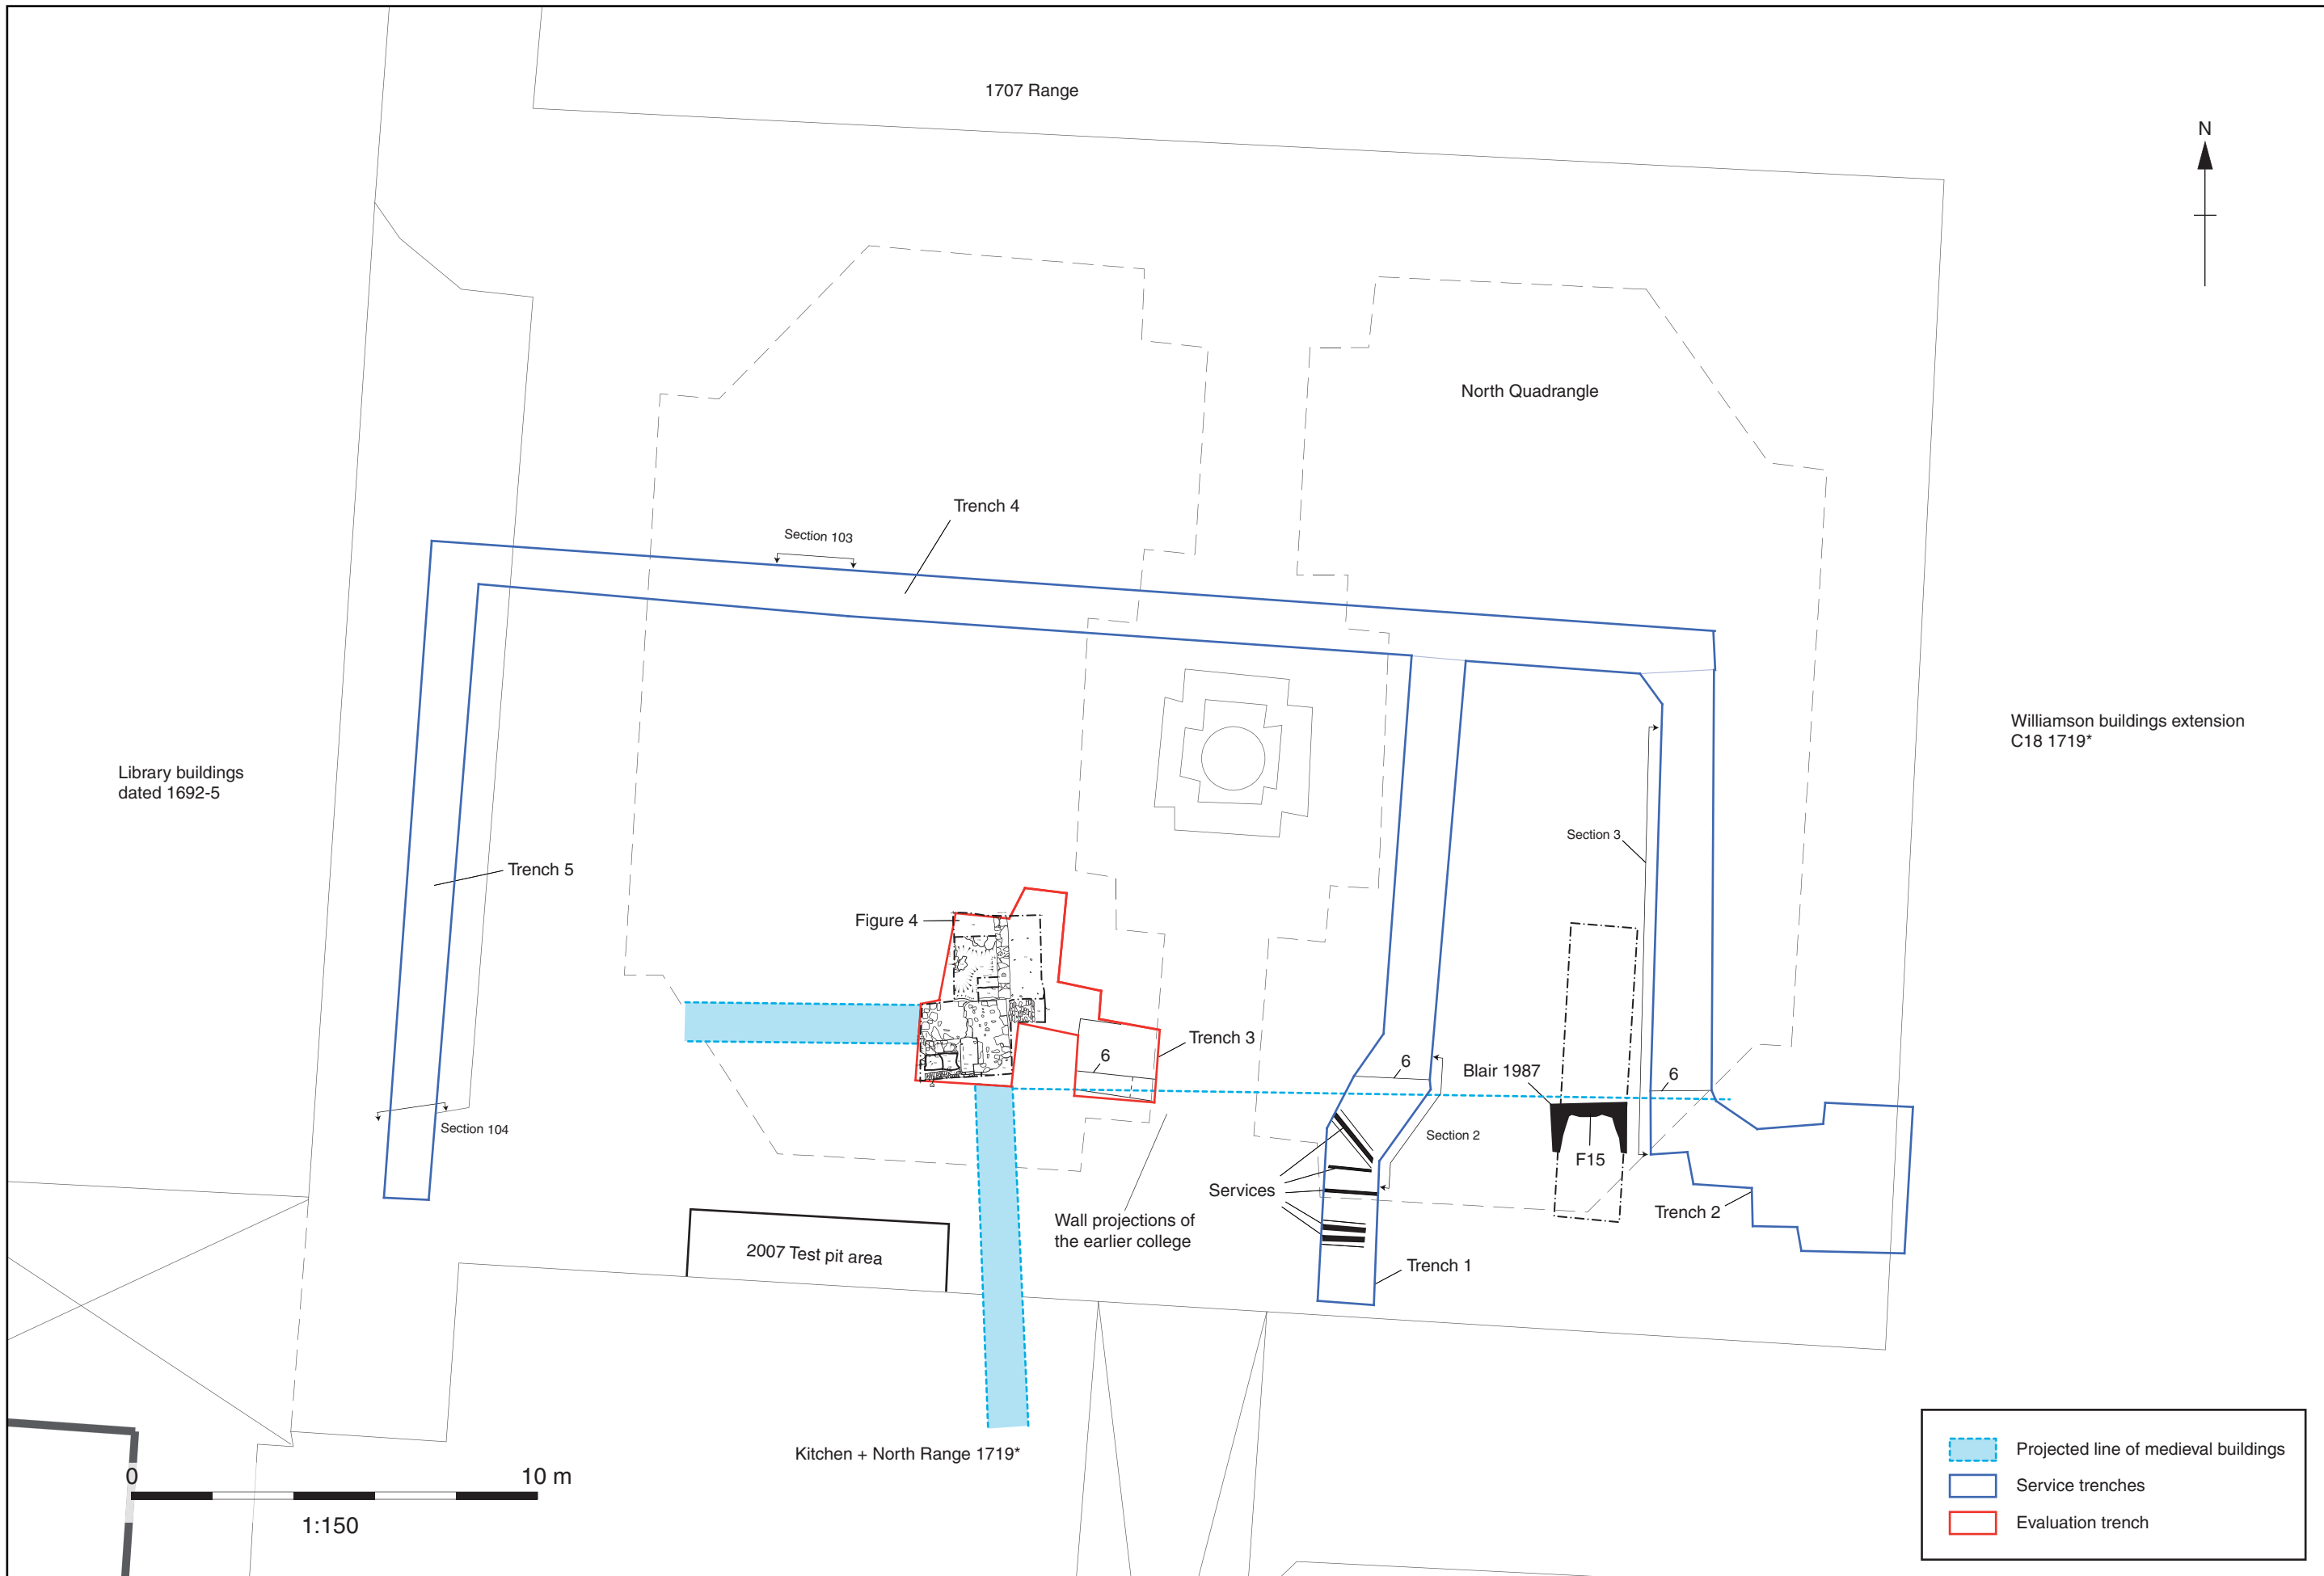 1707 Range
N
North Quadrangle
Trench 4
Section 103
Williamson buildings extension
C18 1719*
Library buildings
dated 1692-5
Section 3
Trench 5
Figure 4
Trench 3
6
6
Blair 1987
6
Section 104
Section 2
F15
Services
Trench 2
Wall projections of
the earlier college
2007 Test pit area
Trench 1
Kitchen + North Range 1719*
0
10 m
1:150
Projected line of medieval buildings
Service trenches
Evaluation trench